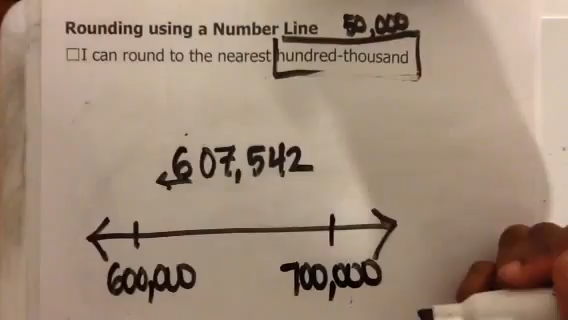 Rounding using a Number Line 50,000
□I can round to the nearest hundred-thousand
607,542
600,000 700,000